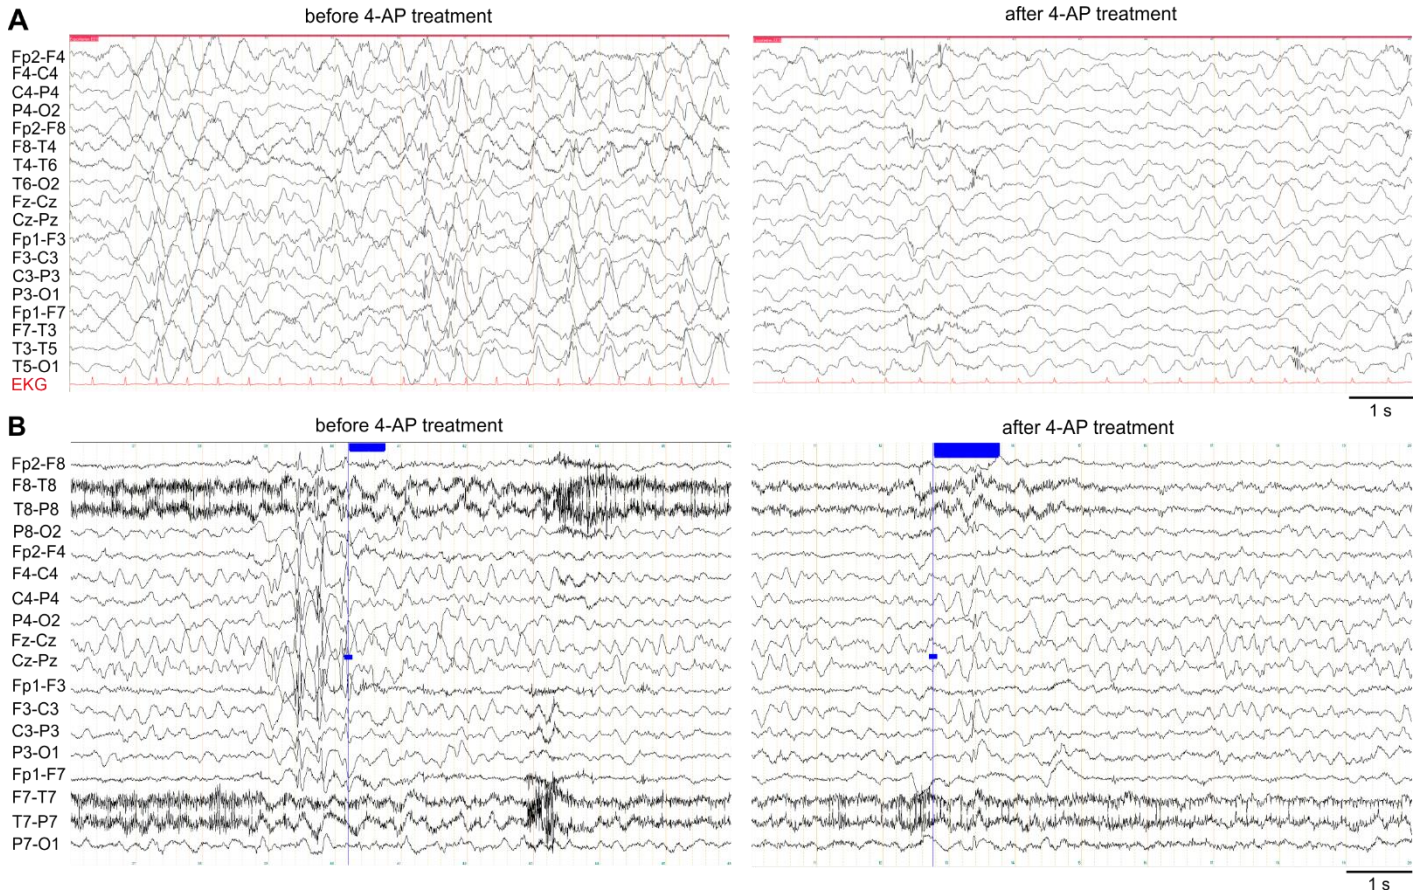 A
before 4-AP treatment
after 4-AP treatment
Fp2-F4
F4-C4
C4-P4
P4-O2
Fp2-F8
F8-T4
T4-T6
T6-O2
Fz-Cz
Cz-Pz
Fp1-F3
F3-C3
C3-P3
P3-O1
Fp1-F7
F7-T3
T3-T5
T5-O1
EKG
1 s
B
before 4-AP treatment
after 4-AP treatment
Fp2-F8
F8-T8
T8-P8
P8-O2
Fp2-F4
F4-C4
C4-P4
P4-O2
Fz-Cz
Cz-Pz
Fp1-F3
F3-C3
C3-P3
P3-O1
Fp1-F7
F7-T7
T7-P7
P7-O1
1 s